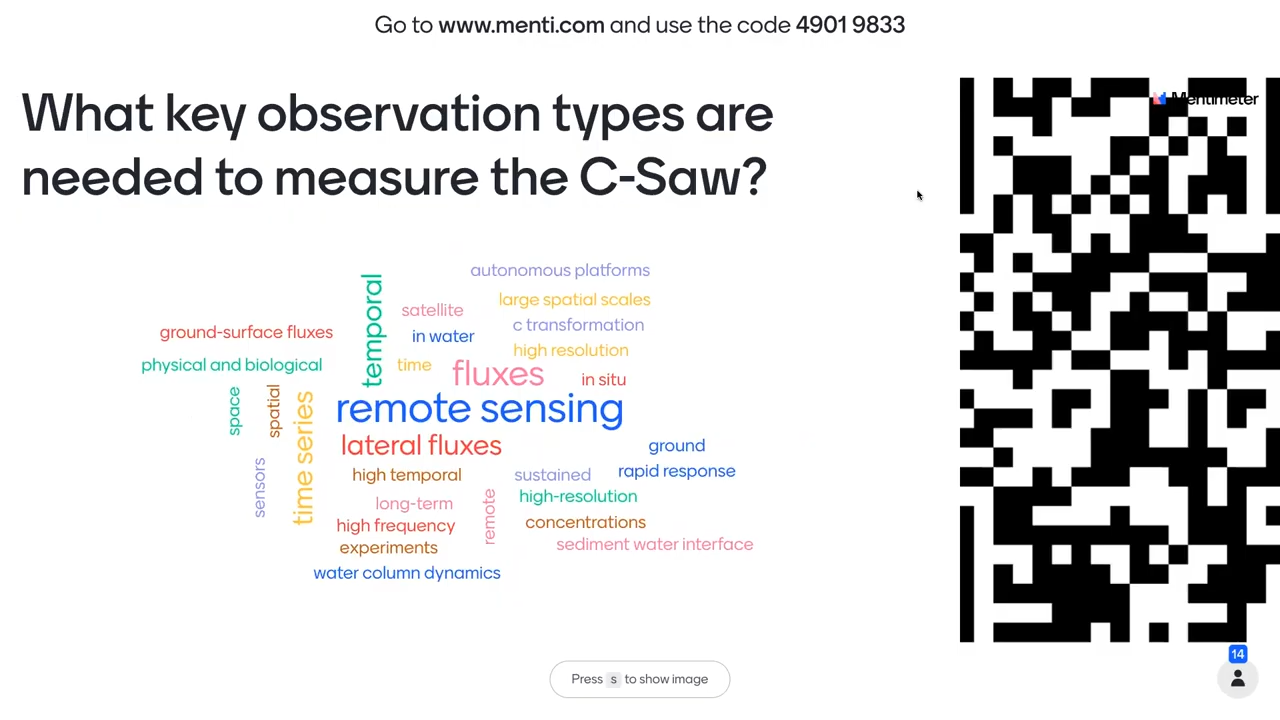 Go to www.menti.com and use the code 4901 9833
Mentimeter
What key observation types are
needed to measure the C-Saw?
autonomous platforms
temporal
satellite
large spatial scales
ground-surface fluxes
in water
c transformation
high resolution
physical and biological
time
fluxes
in situ
space
spatial
time series
remote sensing
lateral fluxes
ground
sensors
high temporal
sustained
rapid response
long-term
remote
high-resolution
high frequency
concentrations
experiments
sediment water interface
water column dynamics
14
Press s to show image